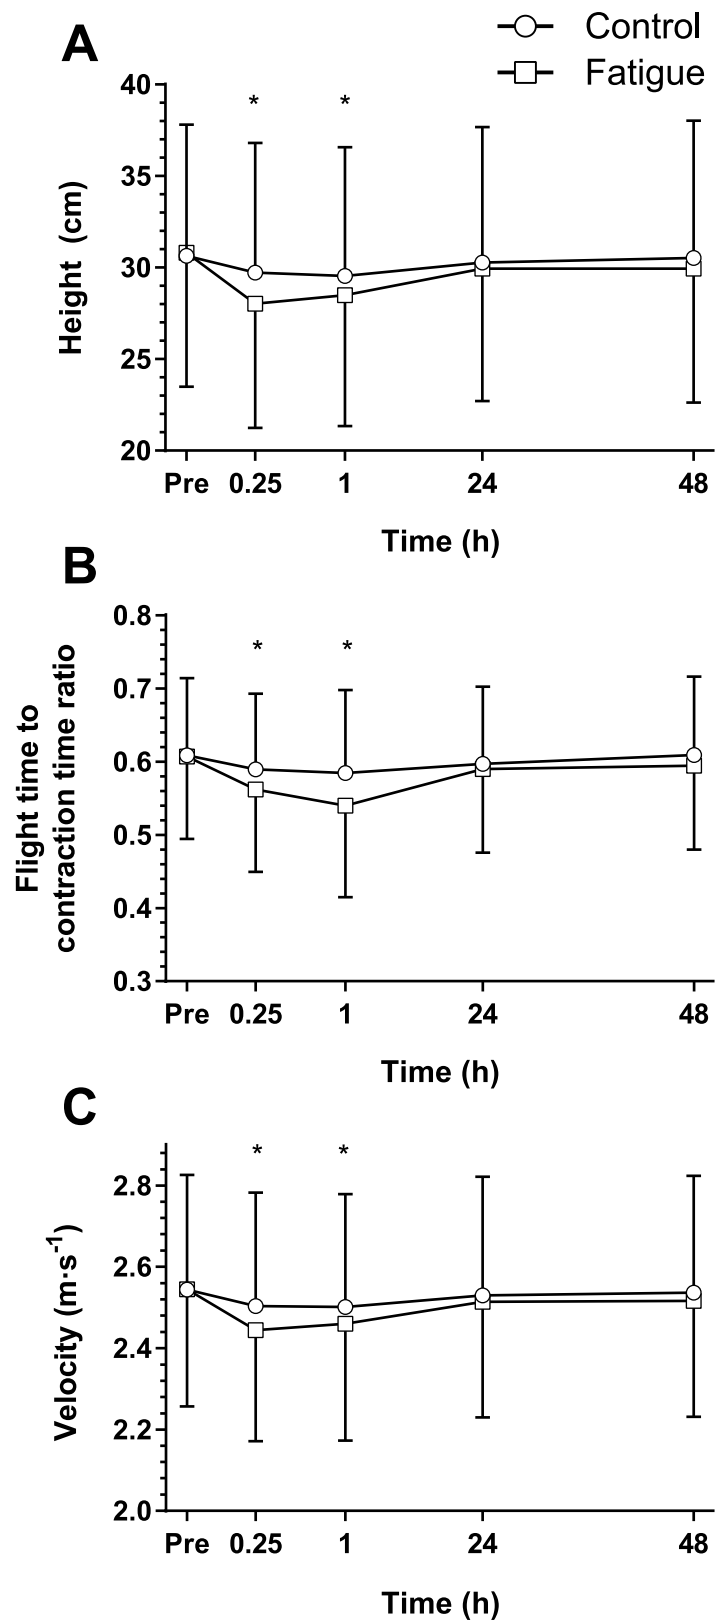 A
Control
Fatigue
*
*
40
35
30
25
20
Height (cm)
Pre 0.25 1 24 48
Time (h)
B
*
*
0.8
0.7
0.6
0.5
0.4
0.3
Flight time to
contraction time ratio
Pre 0.25 1 24 48
Time (h)
C
*
*
2.8
2.6
2.4
2.2
2.0
Velocity (m·s⁻¹)
Pre 0.25 1 24 48
Time (h)